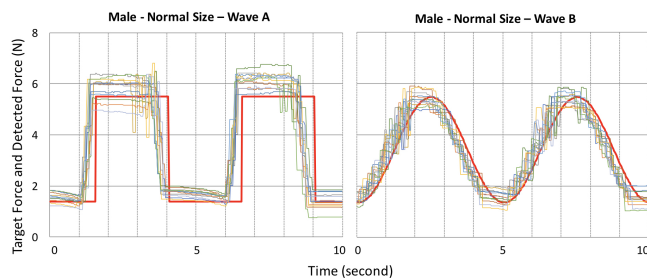 Male - Normal Size – Wave A
Male - Normal Size – Wave B
Target Force and Detected Force (N)
8
6
4
2
0
0
5
10
0
5
10
Time (second)